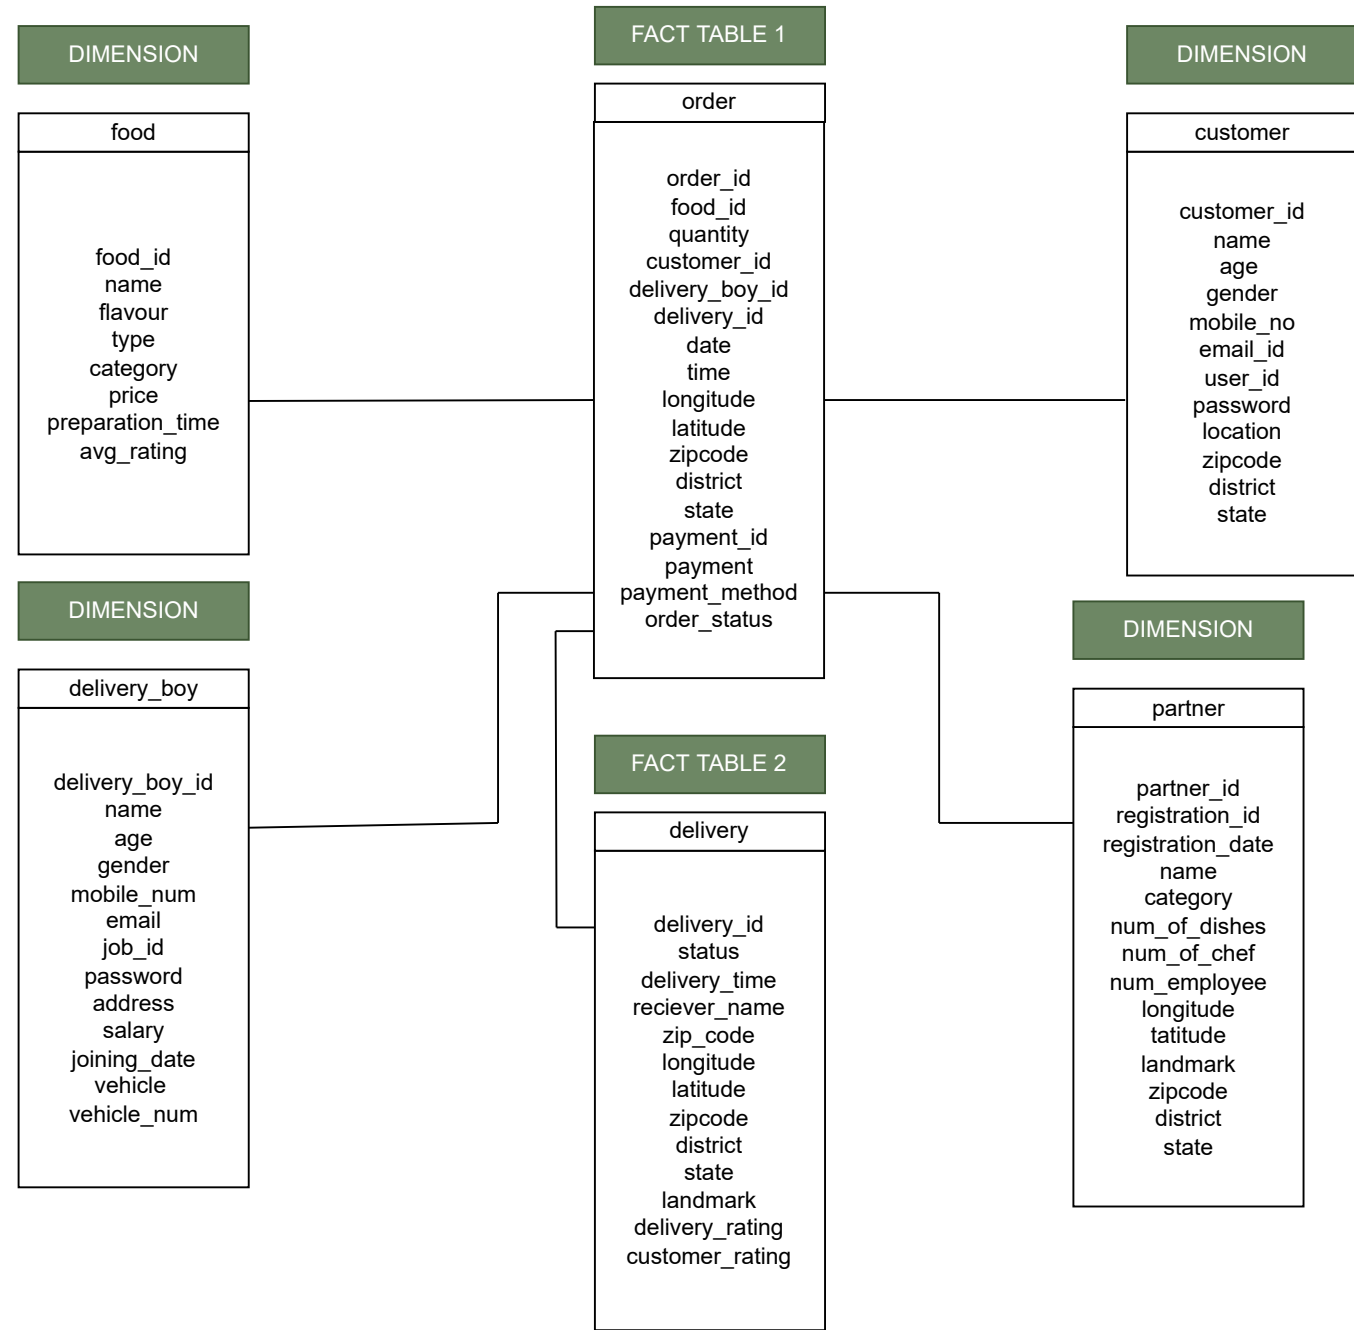 DIMENSION
food
food_id
name
flavour
type
category
price
preparation_time
avg_rating
FACT TABLE 1
order
order_id
food_id
quantity
customer_id
delivery_boy_id
delivery_id
date
time
longitude
latitude
zipcode
district
state
payment_id
payment
payment_method
order_status
DIMENSION
customer
customer_id
name
age
gender
mobile_no
email_id
user_id
password
location
zipcode
district
state
DIMENSION
delivery_boy
delivery_boy_id
name
age
gender
mobile_num
email
job_id
password
address
salary
joining_date
vehicle
vehicle_num
FACT TABLE 2
delivery
delivery_id
status
delivery_time
reciever_name
zip_code
longitude
latitude
zipcode
district
state
landmark
delivery_rating
customer_rating
DIMENSION
partner
partner_id
registration_id
registration_date
name
category
num_of_dishes
num_of_chef
num_employee
longitude
tatitude
landmark
zipcode
district
state